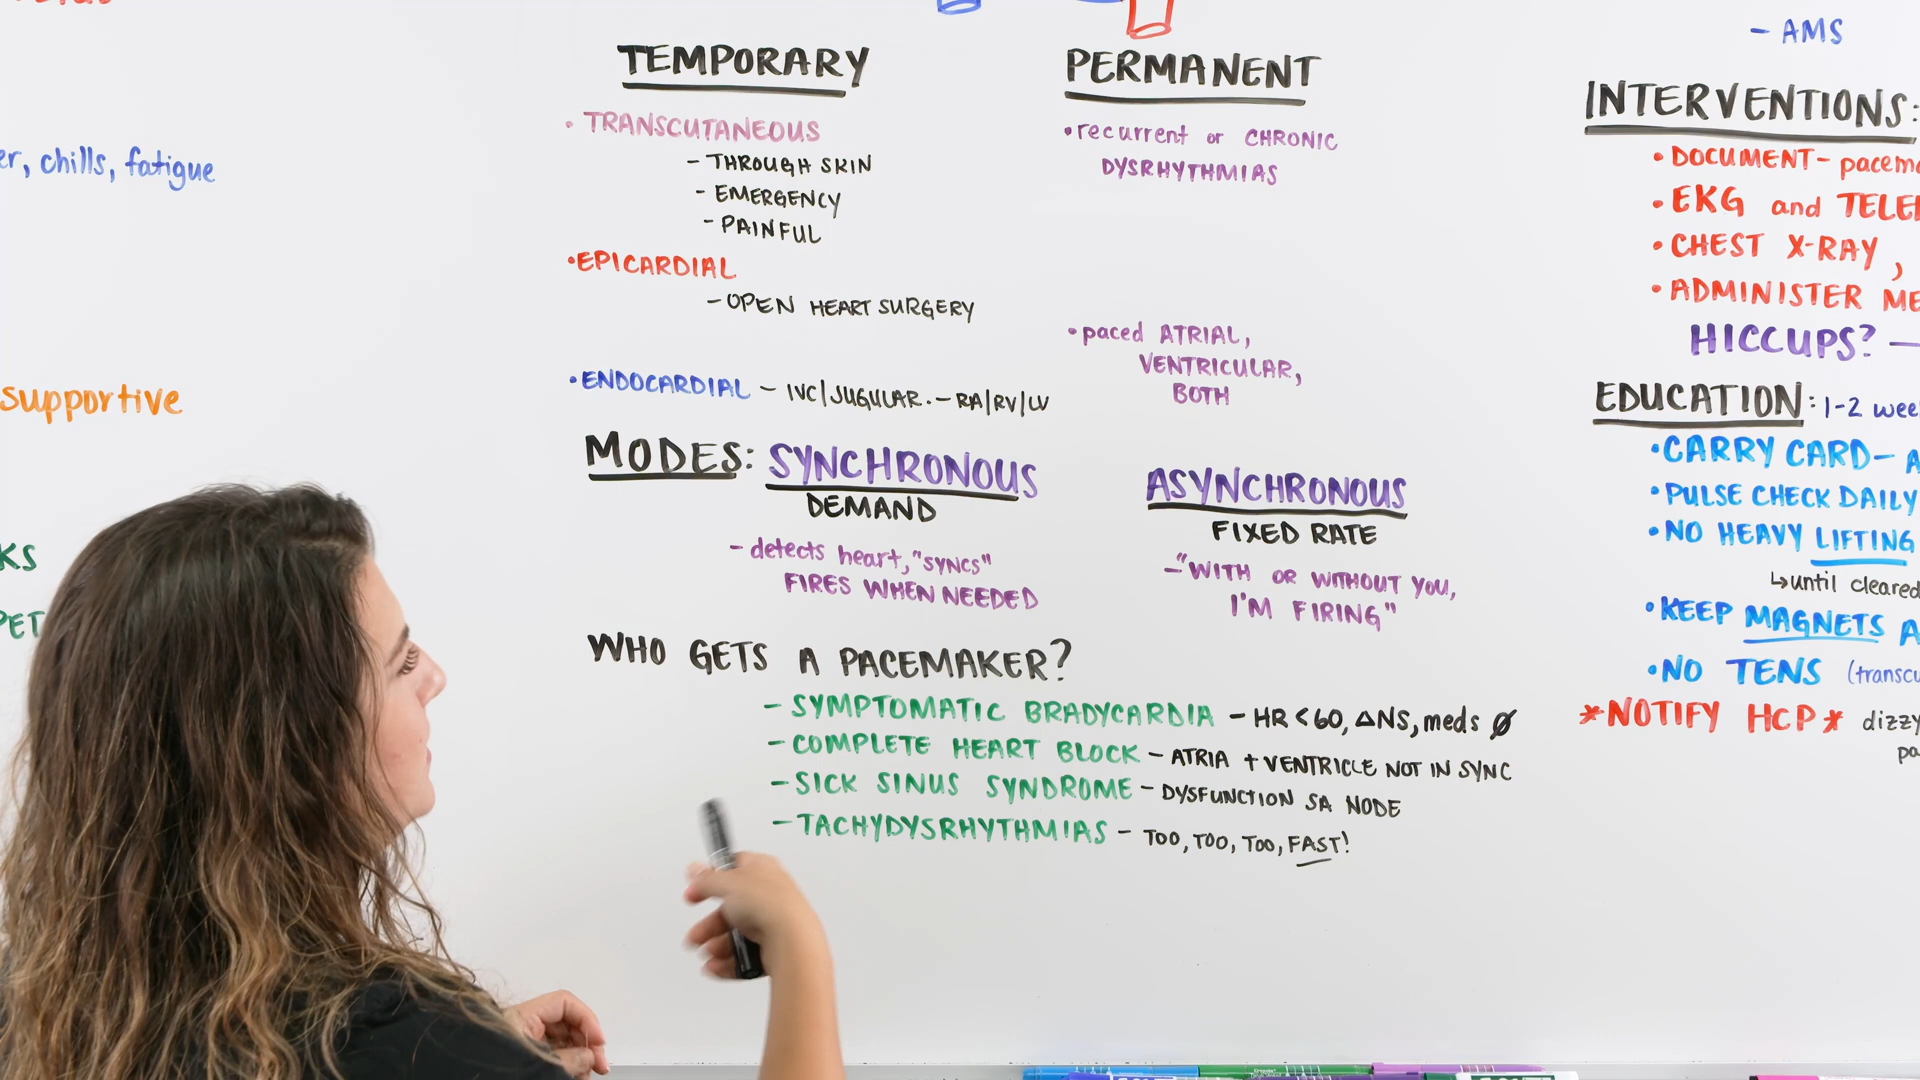 er, chills, fatigue
supportive
KS
PET
TEMPORARY
• TRANSCUTANEOUS
- THROUGH SKIN
- EMERGENCY
- PAINFUL
• EPICARDIAL
- OPEN HEART SURGERY
• ENDOCARDIAL - IVC/JUGULAR. - RA/RV/LV
PERMANENT
• recurrent or CHRONIC
DYSRHYTHMIAS
• paced ATRIAL,
VENTRICULAR,
BOTH
MODES: SYNCHRONOUS
DEMAND
- detects heart, "SYNCS"
FIRES WHEN NEEDED
ASYNCHRONOUS
FIXED RATE
- "WITH OR WITHOUT YOU,
I'M FIRING"
WHO GETS A PACEMAKER?
- SYMPTOMATIC BRADYCARDIA - HR < 60, ΔNS, meds Ø
- COMPLETE HEART BLOCK - ATRIA + VENTRICLE NOT IN SYNC
- SICK SINUS SYNDROME - DYSFUNCTION SA NODE
- TACHYDYSRHYTHMIAS - TOO, TOO, TOO, FAST!
- AMS
INTERVENTIONS:
• DOCUMENT - pacem
• EKG and TELE
• CHEST X-RAY,
• ADMINISTER ME
HICCUPS? —
EDUCATION: 1-2 wee
• CARRY CARD - A
• PULSE CHECK DAILY
• NO HEAVY LIFTING
↳ until cleared
• KEEP MAGNETS A
• NO TENS (transcu
* NOTIFY HCP * dizzy
pa